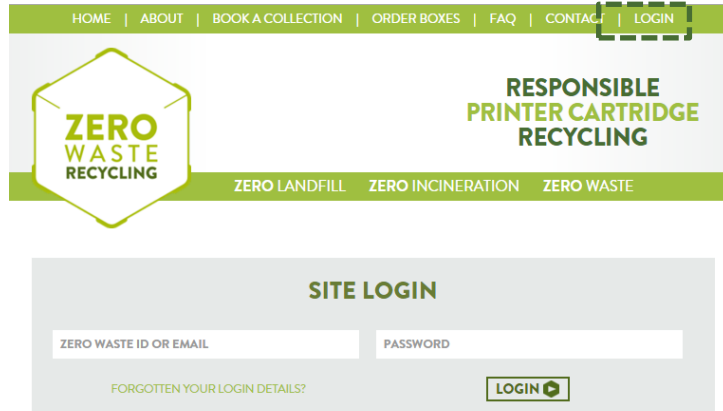 HOME | ABOUT | BOOK A COLLECTION | ORDER BOXES | FAQ | CONTACT | LOGIN
ZERO
WASTE
RECYCLING
RESPONSIBLE
PRINTER CARTRIDGE
RECYCLING
ZERO LANDFILL ZERO INCINERATION ZERO WASTE
SITE LOGIN
ZERO WASTE ID OR EMAIL PASSWORD
FORGOTTEN YOUR LOGIN DETAILS? LOGIN